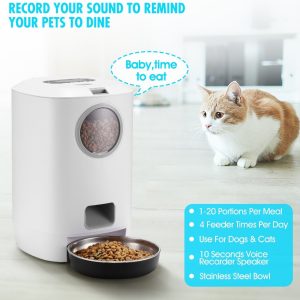 RECORD YOUR SOUND TO REMIND
YOUR PETS TO DINE
Baby,time
to eat
1-20 Portions Per Meal
4 Feeder Times Per Day
Use For Dogs & Cats
10 Seconds Voice
Recorder Speaker
Stainless Steel Bowl